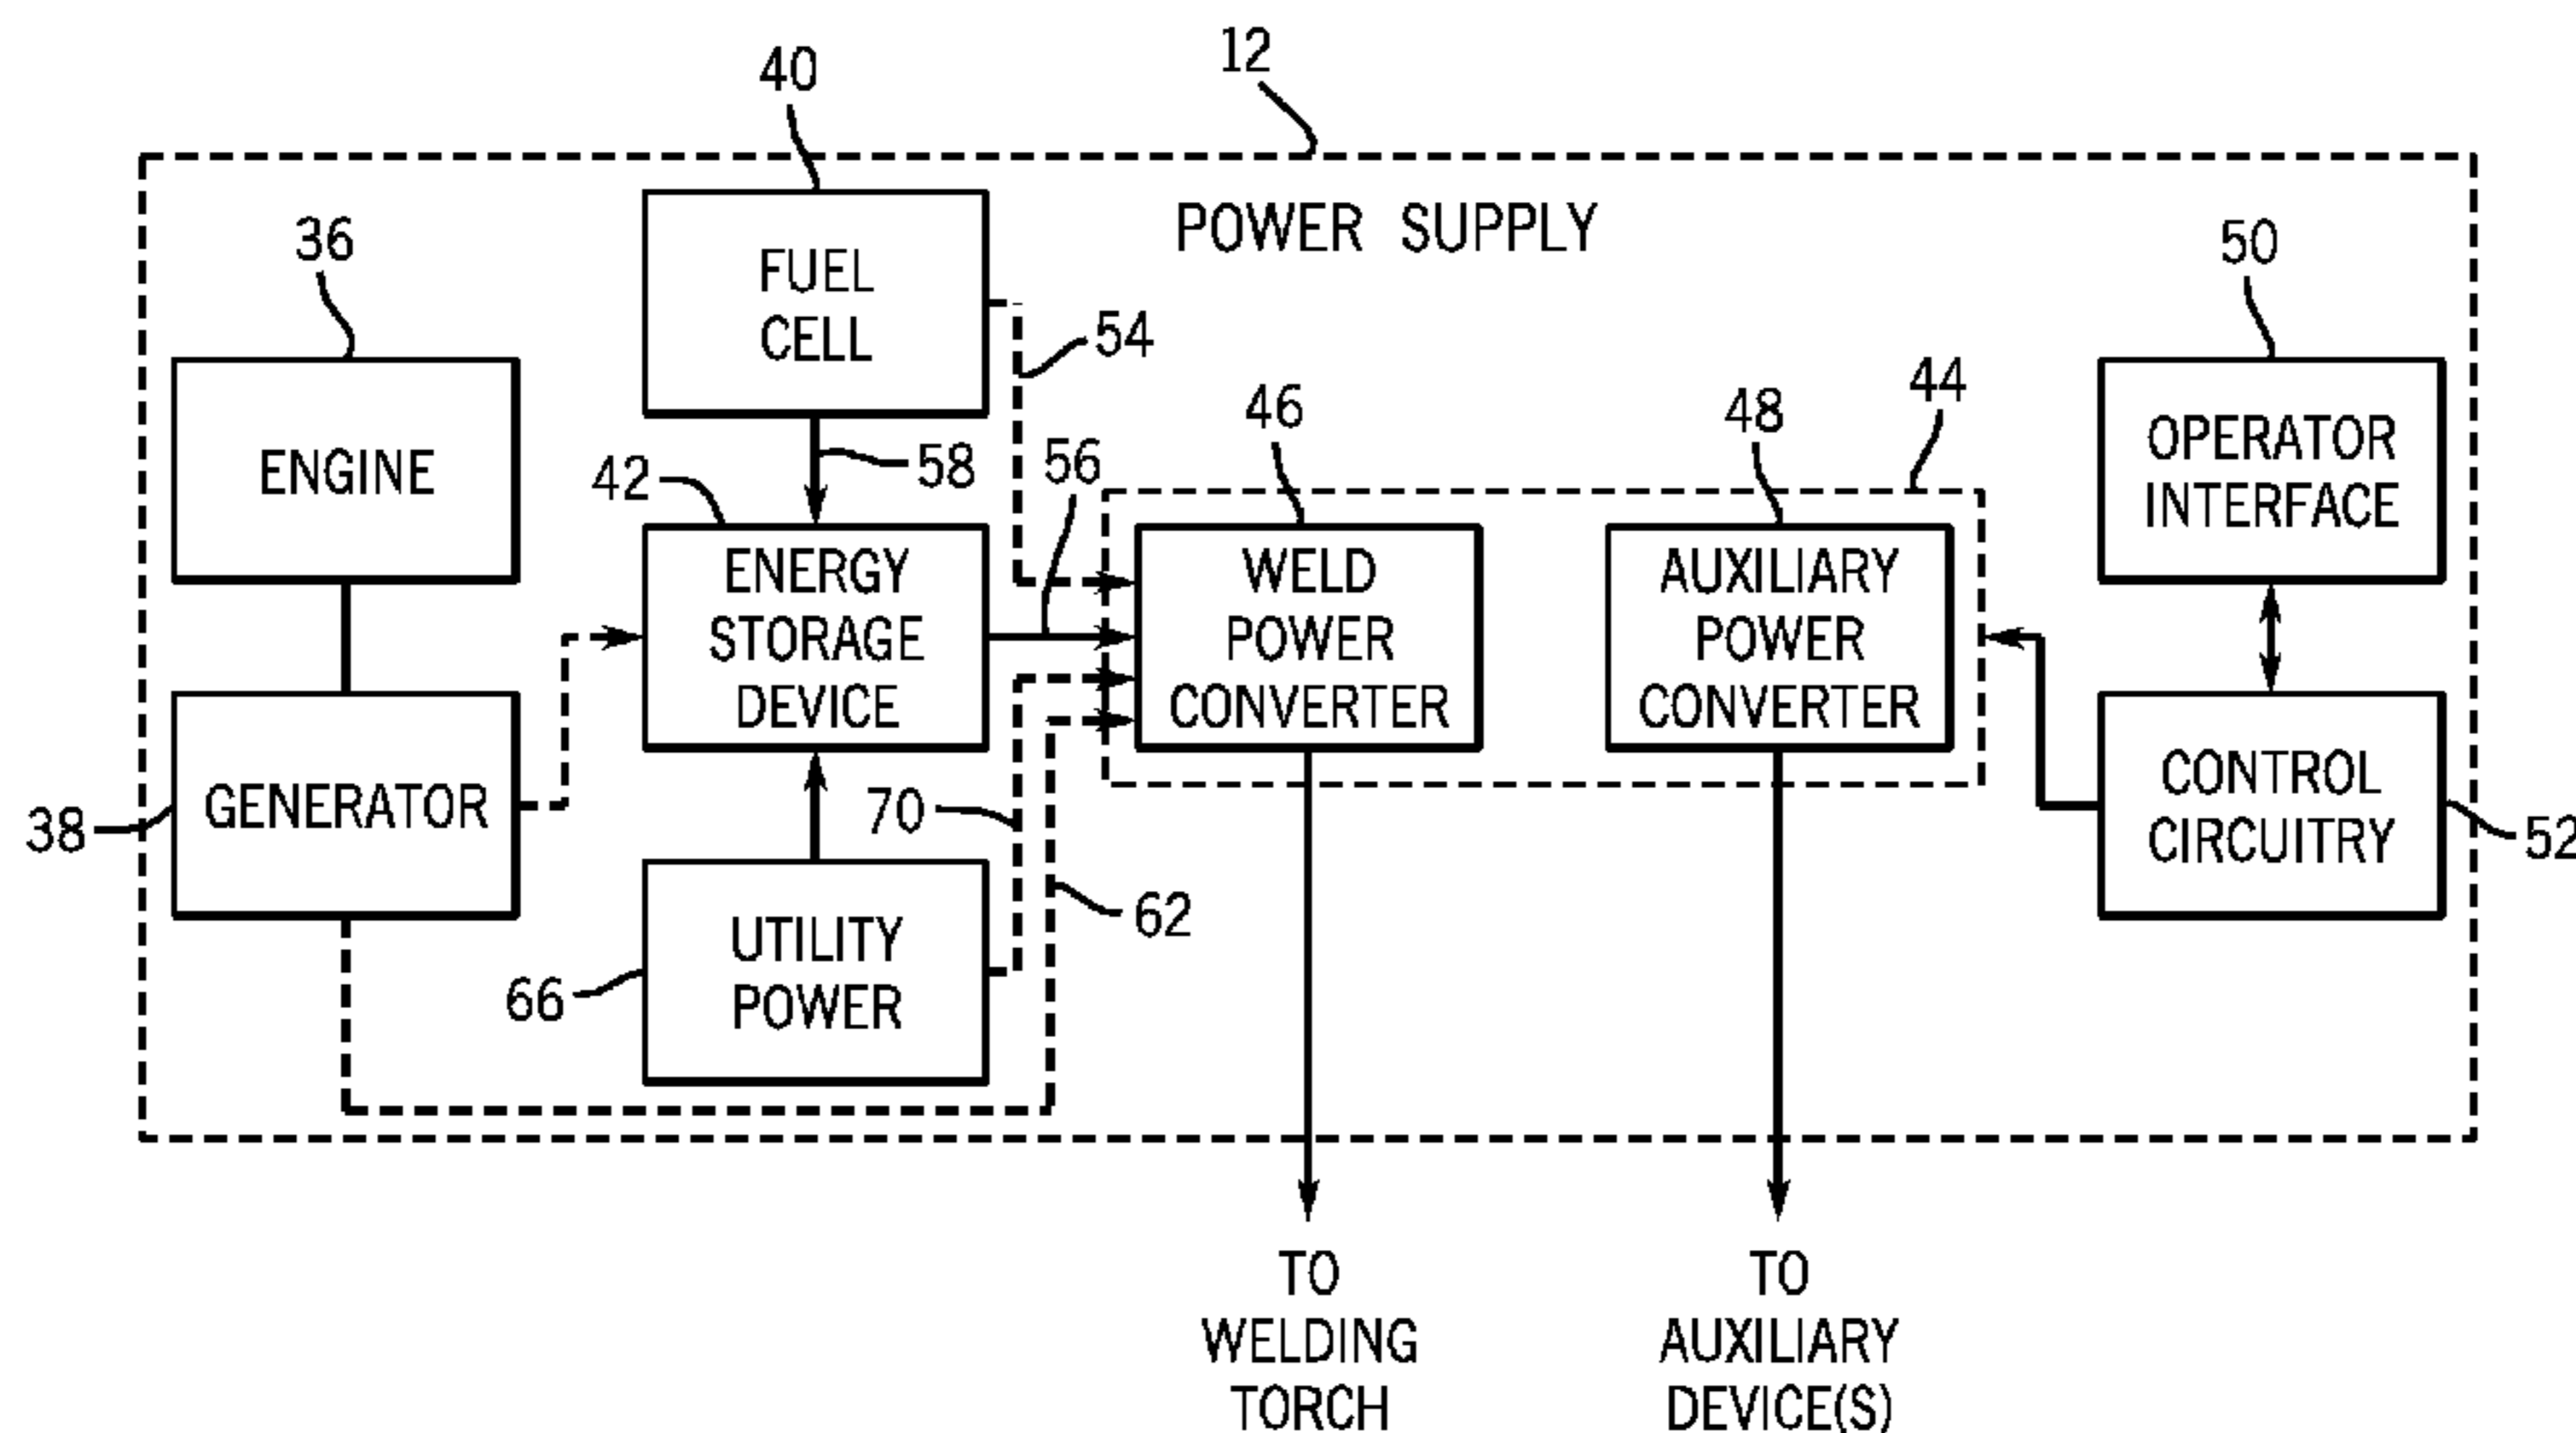 12
40
POWER SUPPLY
36
FUEL
CELL
50
54
44
46
48
ENGINE
42
58
56
OPERATOR
INTERFACE
ENERGY
STORAGE
DEVICE
WELD
POWER
CONVERTER
AUXILIARY
POWER
CONVERTER
38
GENERATOR
70
CONTROL
CIRCUITRY
52
62
66
UTILITY
POWER
TO
WELDING
TORCH
TO
AUXILIARY
DEVICE(S)